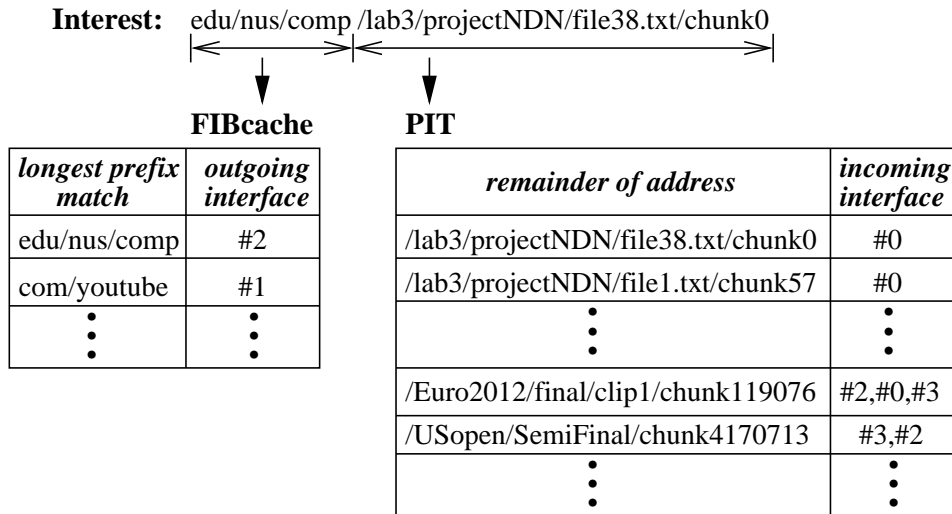 Interest: edu/nus/comp /lab3/projectNDN/file38.txt/chunk0
FIBcache PIT
longest prefix match outgoing interface
edu/nus/comp #2
com/youtube #1
remainder of address incoming interface
/lab3/projectNDN/file38.txt/chunk0 #0
/lab3/projectNDN/file1.txt/chunk57 #0
/Euro2012/final/clip1/chunk119076 #2,#0,#3
/USopen/SemiFinal/chunk4170713 #3,#2